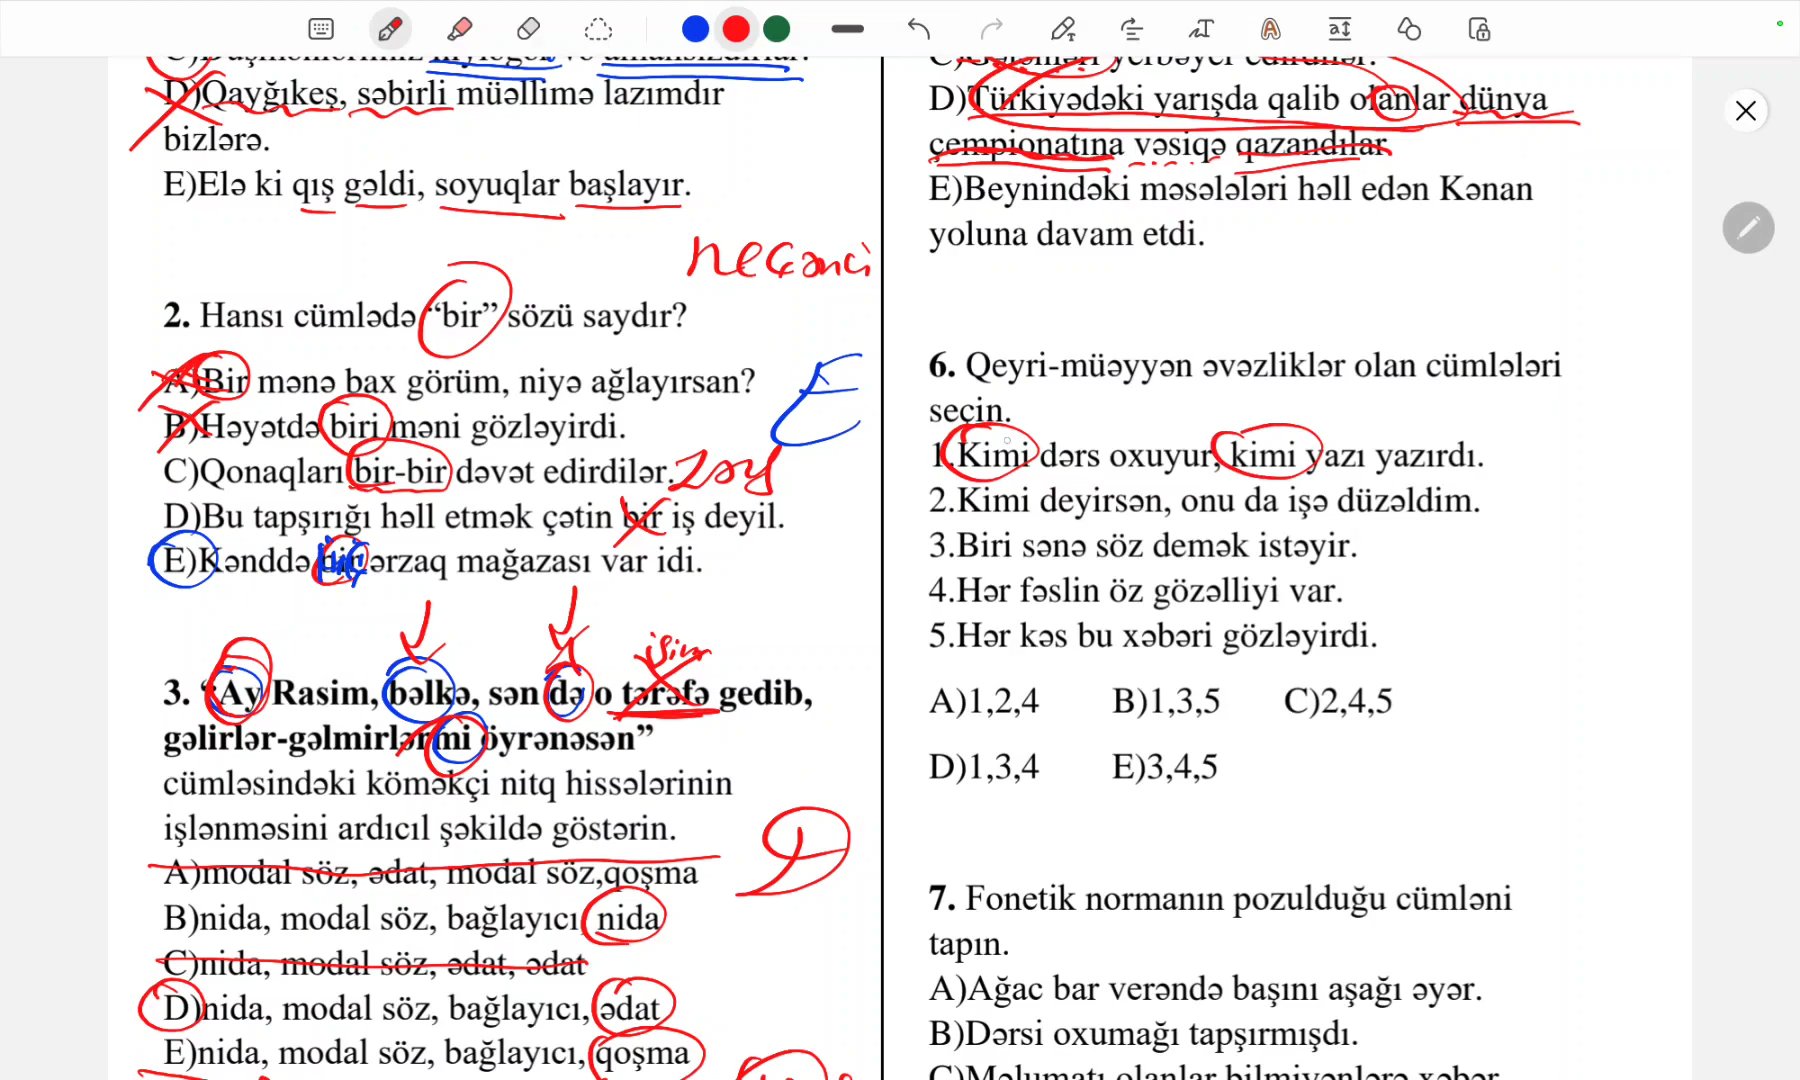 D)Qayğıkeş, səbirli müəllimə lazımdır
bizlərə.
E)Elə ki qış gəldi, soyuqlar başlayır.
neçənci
2. Hansı cümlədə “bir” sözü saydır?
A)Bir mənə bax görüm, niyə ağlayırsan?
B)Həyətdə biri məni gözləyirdi.
C)Qonaqları bir-bir dəvət edirdilər.
zəy
E
D)Bu tapşırığı həll etmək çətin bir iş deyil.
E)Kənddə bir ərzaq mağazası var idi.
isim
3. “Ay Rasim, bəlkə, sən də o tərəfə gedib,
gəlirlər-gəlmirlərmi öyrənəsən”
cümləsindəki köməkçi nitq hissələrinin
işlənməsini ardıcıl şəkildə göstərin.
D
A)modal söz, ədat, modal söz,qoşma
B)nida, modal söz, bağlayıcı, nida
C)nida, modal söz, ədat, ədat
D)nida, modal söz, bağlayıcı, ədat
E)nida, modal söz, bağlayıcı, qoşma
D)Türkiyədəki yarışda qalib olanlar dünya
çempionatına vəsiqə qazandılar.
E)Beynindəki məsələləri həll edən Kənan
yoluna davam etdi.
6. Qeyri-müəyyən əvəzliklər olan cümlələri
seçin.
1.Kimi dərs oxuyur, kimi yazı yazırdı.
2.Kimi deyirsən, onu da işə düzəldim.
3.Biri sənə söz demək istəyir.
4.Hər fəslin öz gözəlliyi var.
5.Hər kəs bu xəbəri gözləyirdi.
A)1,2,4 B)1,3,5 C)2,4,5
D)1,3,4 E)3,4,5
7. Fonetik normanın pozulduğu cümləni
tapın.
A)Ağac bar verəndə başını aşağı əyər.
B)Dərsi oxumağı tapşırmışdı.
C)Məlumatı olanlar bilmiyənlərə xəbər